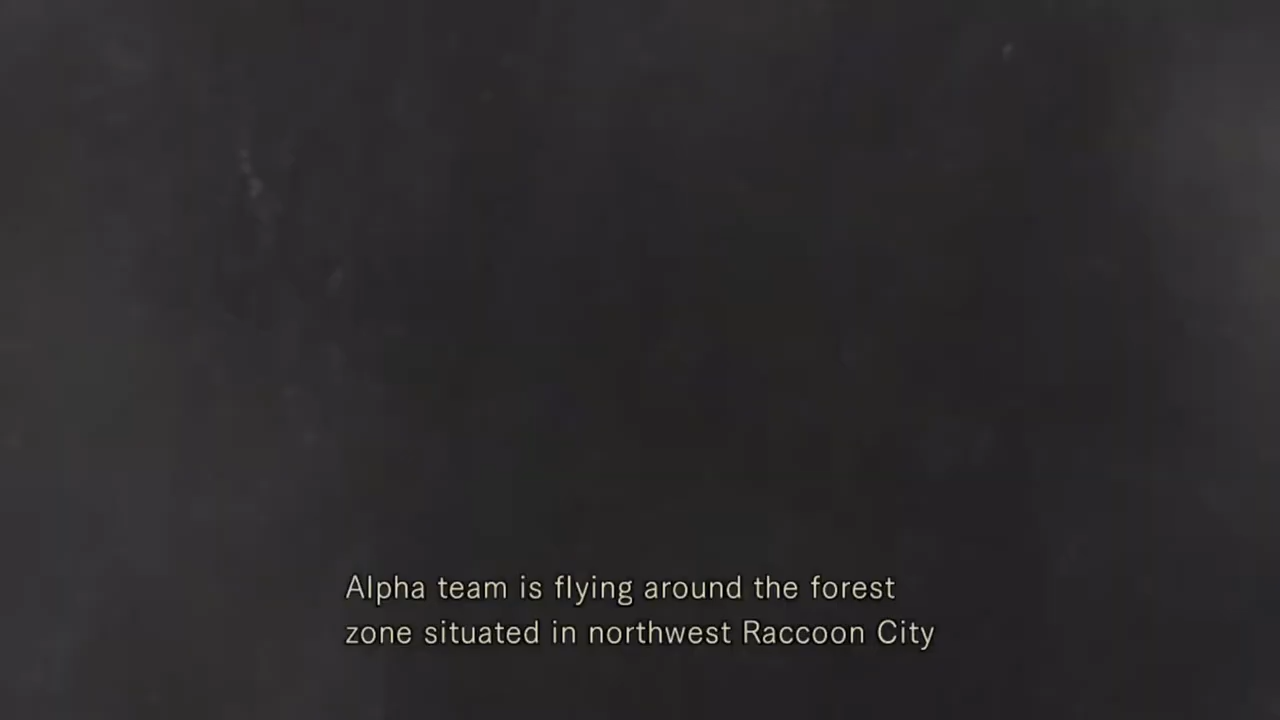 Alpha team is flying around the forest
zone situated in northwest Raccoon City